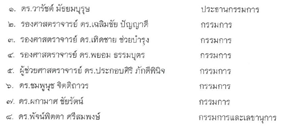 ๑. ดร.วารัชต์ มัธยมบุรุษ ประธานกรรมการ
๒. รองศาสตราจารย์ ดร.เฉลิมชัย ปัญญาดี กรรมการ
๓. รองศาสตราจารย์ ดร.เทิดชาย ช่วยบำรุง กรรมการ
๔. รองศาสตราจารย์ ดร.พยอม ธรรมบุตร กรรมการ
๕. ผู้ช่วยศาสตราจารย์ ดร.ประกอบศิริ ภักดีพินิจ กรรมการ
๖. ดร.ชมพูนุช จิตติถาวร กรรมการ
๗. ดร.ผกามาศ ชัยรัตน์ กรรมการ
๘. ดร.พจน์พิตตา ศรีสมพงษ์ กรรมการและเลขานุการ